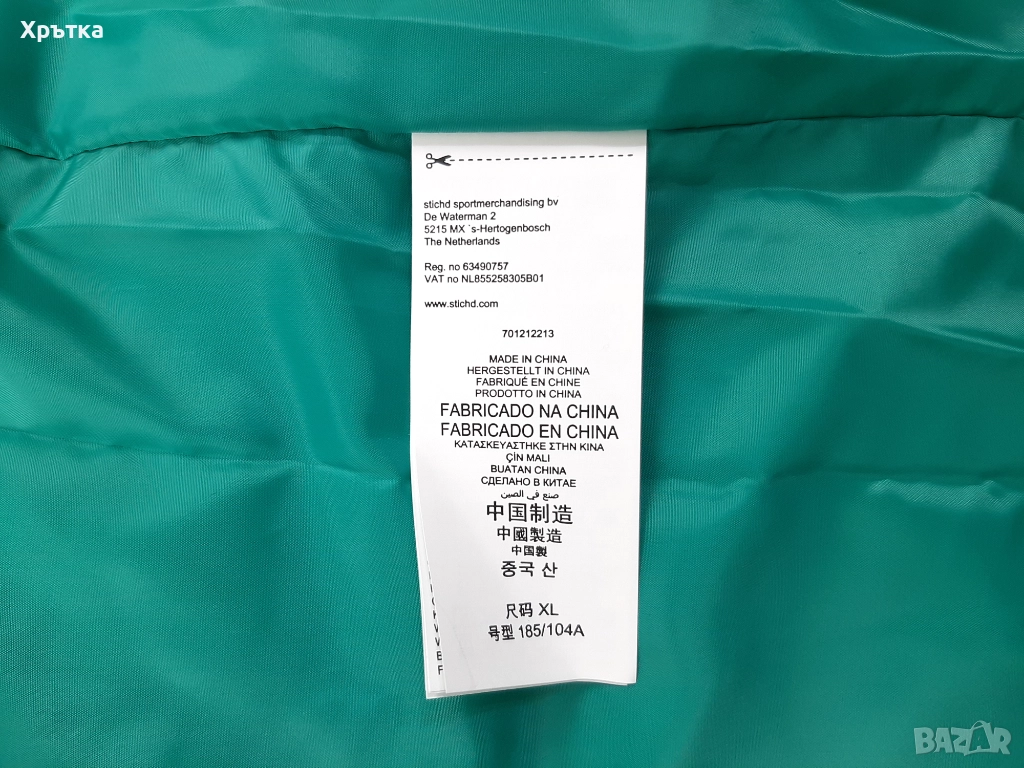 Хрътка
stichd sportmerchandising bv
De Waterman 2
5215 MX ´s-Hertogenbosch
The Netherlands
Reg. no 63490757
VAT no NL855258305B01
www.stichd.com
701212213
MADE IN CHINA
HERGESTELLT IN CHINA
FABRIQUÉ EN CHINE
PRODOTTO IN CHINA
FABRICADO NA CHINA
FABRICADO EN CHINA
ΚΑΤΑΣΚΕΥΑΣΤΗΚΕ ΣΤΗΝ ΚΙΝΑ
ÇİN MALI
BUATAN CHINA
СДЕЛАНО В КИТАЕ
صنع في الصين
中国制造
中國製造
中国製
중국 산
尺码 XL
号型 185/104A
BAZAR